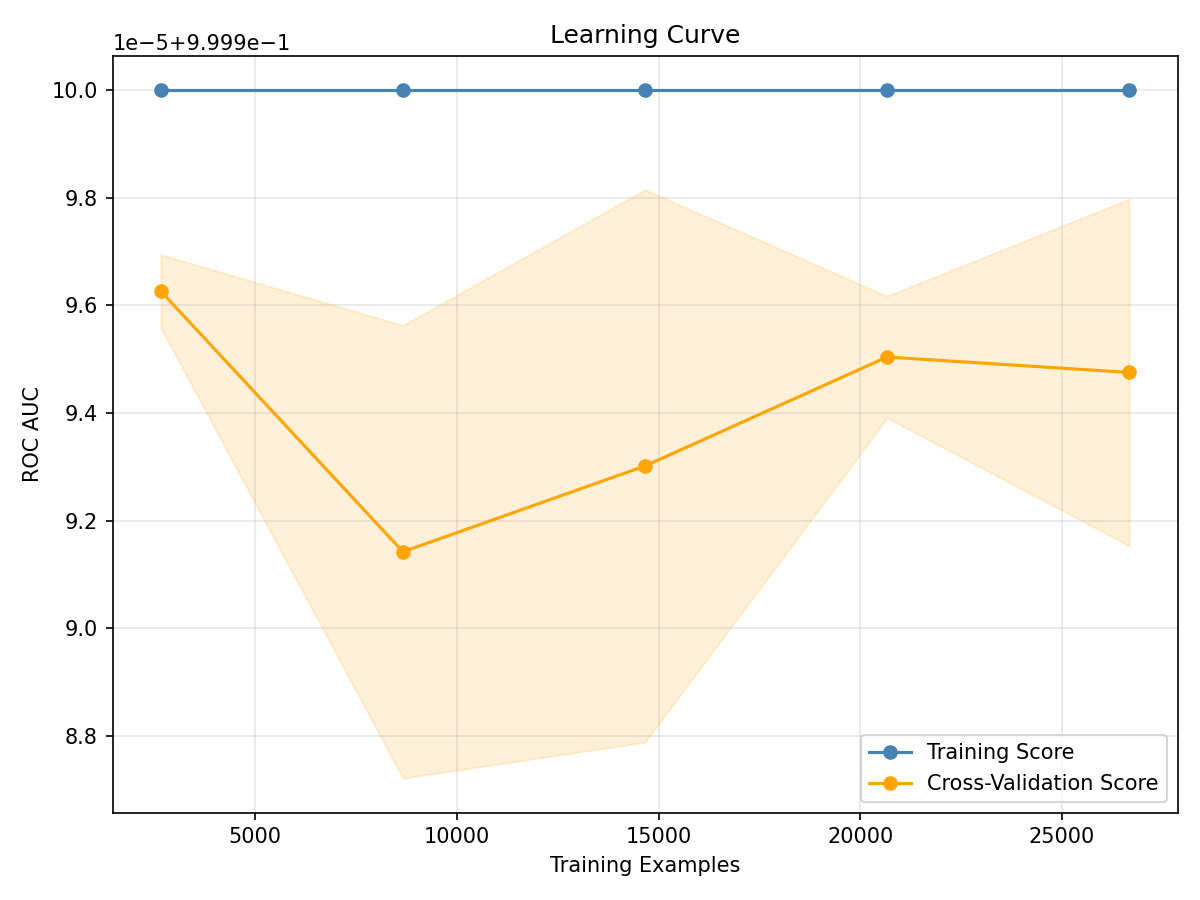 Learning Curve
1e−5+9.999e−1
10.0
9.8
9.6
9.4
9.2
9.0
8.8
ROC AUC
5000
10000
15000
20000
25000
Training Examples
Training Score
Cross-Validation Score